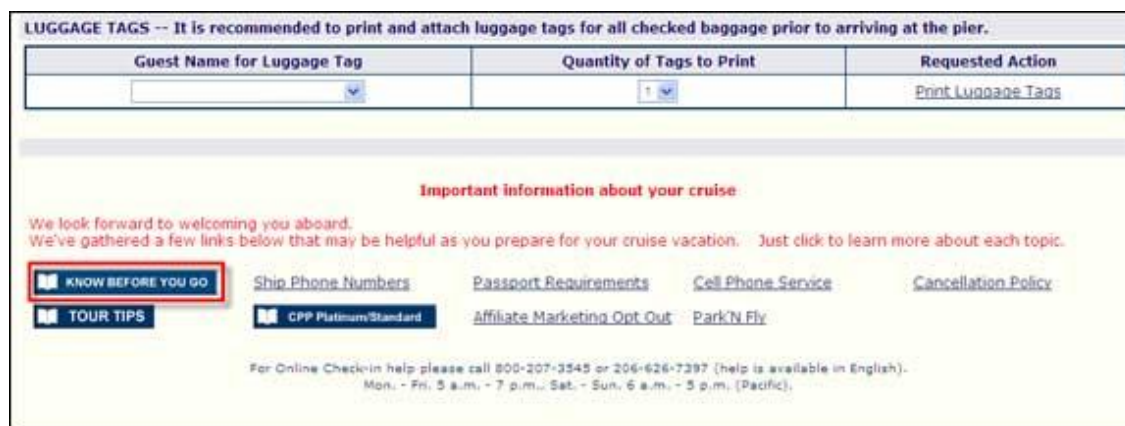 LUGGAGE TAGS -- It is recommended to print and attach luggage tags for all checked baggage prior to arriving at the pier.
Guest Name for Luggage Tag Quantity of Tags to Print Requested Action
1 Print Luggage Tags
Important information about your cruise
We look forward to welcoming you aboard.
We've gathered a few links below that may be helpful as you prepare for your cruise vacation. Just click to learn more about each topic.
KNOW BEFORE YOU GO Ship Phone Numbers Passport Requirements Cell Phone Service Cancellation Policy
TOUR TIPS CPP Platinum/Standard Affiliate Marketing Opt Out Park'N Fly
For Online Check-in help please call 800-207-3545 or 206-626-7397 (help is available in English).
Mon. - Fri. 5 a.m. - 7 p.m.. Sat. - Sun. 6 a.m. - 5 p.m. (Pacific).